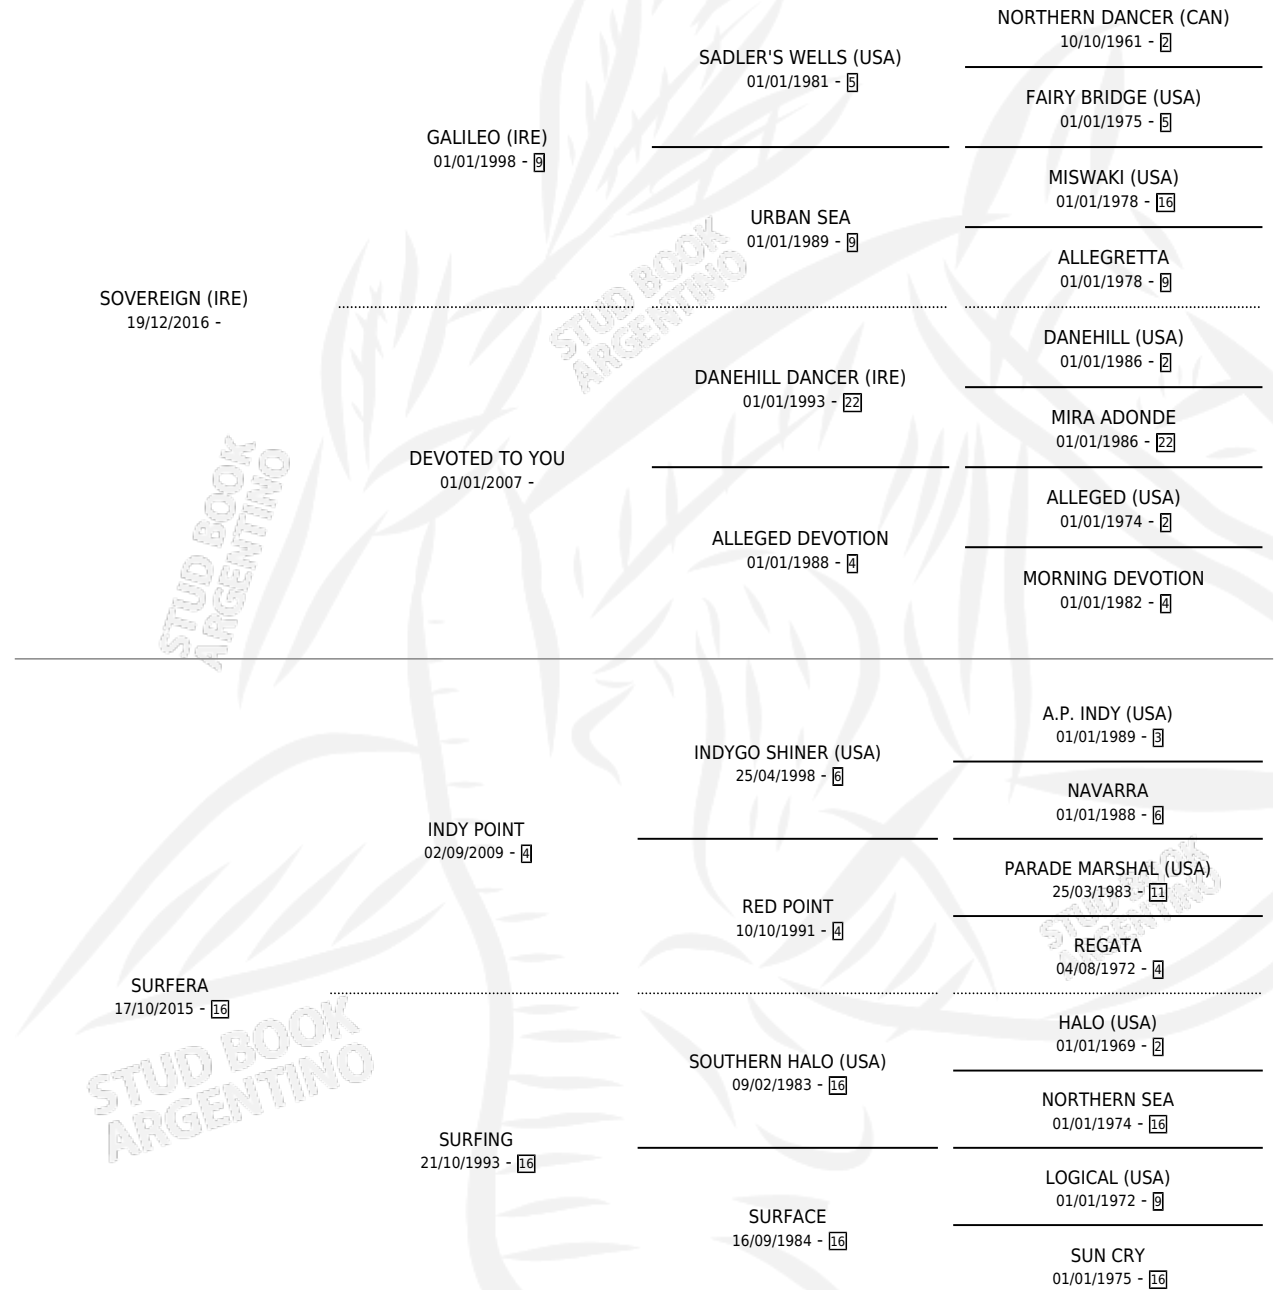 NORTHERN DANCER (CAN)
10/10/1961 - 2
SADLER'S WELLS (USA)
01/01/1981 - 5
FAIRY BRIDGE (USA)
01/01/1975 - 5
GALILEO (IRE)
01/01/1998 - 9
MISWAKI (USA)
01/01/1978 - 16
URBAN SEA
01/01/1989 - 9
ALLEGRETTA
01/01/1978 - 9
SOVEREIGN (IRE)
19/12/2016 -
DANEHILL (USA)
01/01/1986 - 2
DANEHILL DANCER (IRE)
01/01/1993 - 22
MIRA ADONDE
01/01/1986 - 22
DEVOTED TO YOU
01/01/2007 -
ALLEGED (USA)
01/01/1974 - 2
ALLEGED DEVOTION
01/01/1988 - 4
MORNING DEVOTION
01/01/1982 - 4
A.P. INDY (USA)
01/01/1989 - 3
INDYGO SHINER (USA)
25/04/1998 - 6
NAVARRA
01/01/1988 - 6
INDY POINT
02/09/2009 - 4
PARADE MARSHAL (USA)
25/03/1983 - 11
RED POINT
10/10/1991 - 4
REGATA
04/08/1972 - 4
SURFERA
17/10/2015 - 16
HALO (USA)
01/01/1969 - 2
SOUTHERN HALO (USA)
09/02/1983 - 16
NORTHERN SEA
01/01/1974 - 16
SURFING
21/10/1993 - 16
LOGICAL (USA)
01/01/1972 - 9
SURFACE
16/09/1984 - 16
SUN CRY
01/01/1975 - 16
STUD BOOK
ARGENTINO
STUD BOOK
ARGENTINO
STUD BOOK
ARGENTINO
STUD BOOK
ARGENTINO